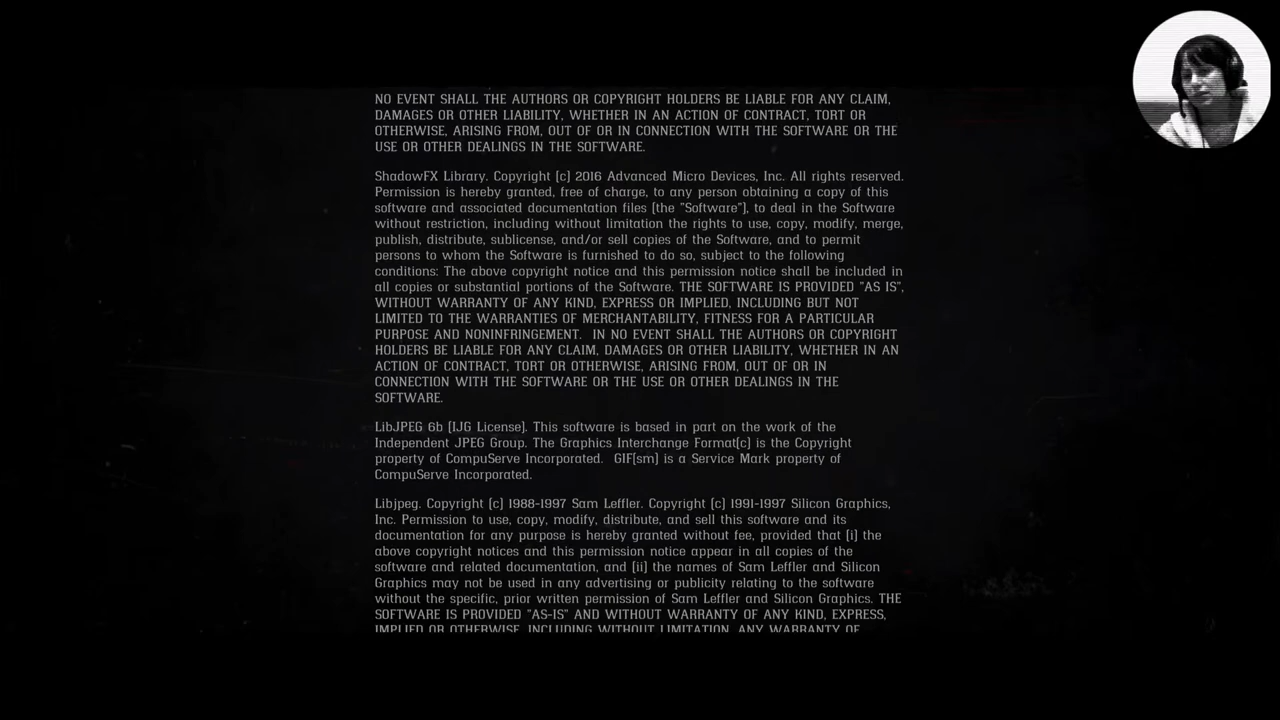 NO EVENT SHALL THE AUTHORS OR COPYRIGHT HOLDERS BE LIABLE FOR ANY CLAIM,
DAMAGES OR OTHER LIABILITY, WHETHER IN AN ACTION OF CONTRACT, TORT OR
OTHERWISE, ARISING FROM, OUT OF OR IN CONNECTION WITH THE SOFTWARE OR THE
USE OR OTHER DEALINGS IN THE SOFTWARE.
ShadowFX Library. Copyright (c) 2016 Advanced Micro Devices, Inc. All rights reserved.
Permission is hereby granted, free of charge, to any person obtaining a copy of this
software and associated documentation files (the "Software"), to deal in the Software
without restriction, including without limitation the rights to use, copy, modify, merge,
publish, distribute, sublicense, and/or sell copies of the Software, and to permit
persons to whom the Software is furnished to do so, subject to the following
conditions: The above copyright notice and this permission notice shall be included in
all copies or substantial portions of the Software. THE SOFTWARE IS PROVIDED "AS IS",
WITHOUT WARRANTY OF ANY KIND, EXPRESS OR IMPLIED, INCLUDING BUT NOT
LIMITED TO THE WARRANTIES OF MERCHANTABILITY, FITNESS FOR A PARTICULAR
PURPOSE AND NONINFRINGEMENT.  IN NO EVENT SHALL THE AUTHORS OR COPYRIGHT
HOLDERS BE LIABLE FOR ANY CLAIM, DAMAGES OR OTHER LIABILITY, WHETHER IN AN
ACTION OF CONTRACT, TORT OR OTHERWISE, ARISING FROM, OUT OF OR IN
CONNECTION WITH THE SOFTWARE OR THE USE OR OTHER DEALINGS IN THE
SOFTWARE.
LibJPEG 6b (IJG License). This software is based in part on the work of the
Independent JPEG Group. The Graphics Interchange Format(c) is the Copyright
property of CompuServe Incorporated.  GIF(sm) is a Service Mark property of
CompuServe Incorporated.
Libjpeg. Copyright (c) 1988-1997 Sam Leffler. Copyright (c) 1991-1997 Silicon Graphics,
Inc. Permission to use, copy, modify, distribute, and sell this software and its
documentation for any purpose is hereby granted without fee, provided that (i) the
above copyright notices and this permission notice appear in all copies of the
software and related documentation, and (ii) the names of Sam Leffler and Silicon
Graphics may not be used in any advertising or publicity relating to the software
without the specific, prior written permission of Sam Leffler and Silicon Graphics. THE
SOFTWARE IS PROVIDED "AS-IS" AND WITHOUT WARRANTY OF ANY KIND, EXPRESS,
IMPLIED OR OTHERWISE, INCLUDING WITHOUT LIMITATION, ANY WARRANTY OF